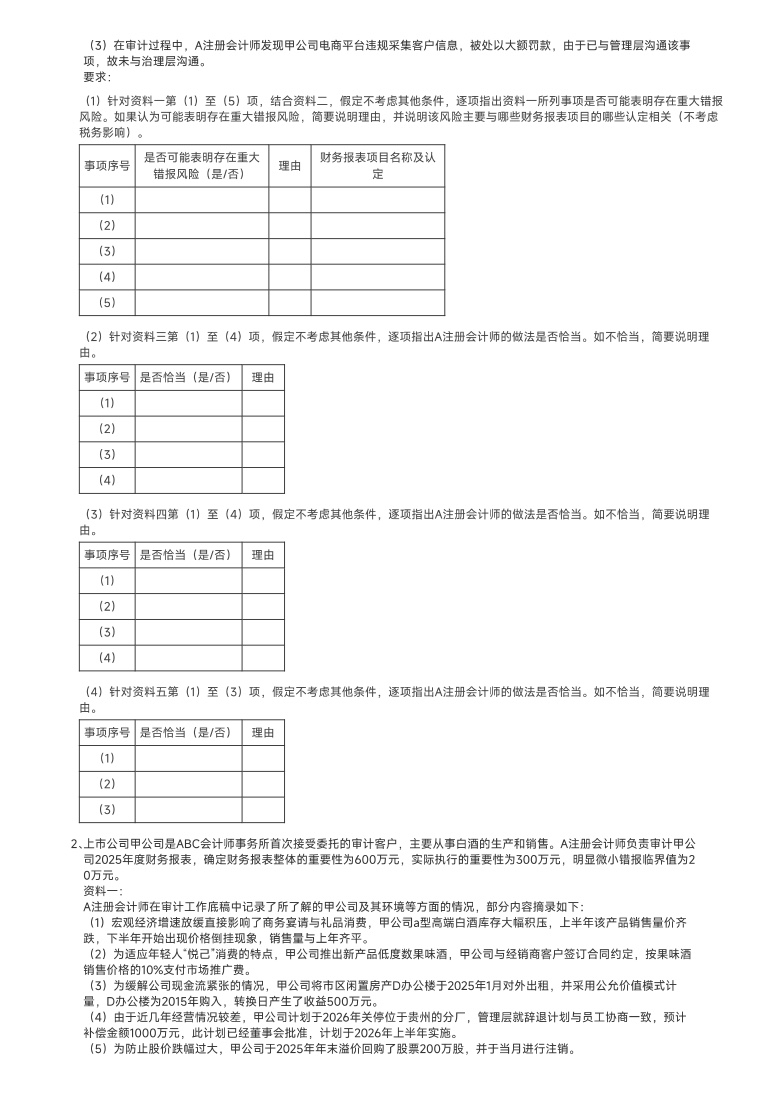 （3）在审计过程中，A注册会计师发现甲公司电商平台违规采集客户信息，被处以大额罚款，由于已与管理层沟通该事
项，故未与治理层沟通。
要求：
（1）针对资料一第（1）至（5）项，结合资料二，假定不考虑其他条件，逐项指出资料一所列事项是否可能表明存在重大错报
风险。如果认为可能表明存在重大错报风险，简要说明理由，并说明该风险主要与哪些财务报表项目的哪些认定相关（不考虑
税务影响）。
事项序号 是否可能表明存在重大 理由 财务报表项目名称及认
错报风险（是/否） 定
（1）
（2）
（3）
（4）
（5）
（2）针对资料三第（1）至（4）项，假定不考虑其他条件，逐项指出A注册会计师的做法是否恰当。如不恰当，简要说明理
由。
事项序号 是否恰当（是/否） 理由
（1）
（2）
（3）
（4）
（3）针对资料四第（1）至（4）项，假定不考虑其他条件，逐项指出A注册会计师的做法是否恰当。如不恰当，简要说明理
由。
事项序号 是否恰当（是/否） 理由
（1）
（2）
（3）
（4）
（4）针对资料五第（1）至（3）项，假定不考虑其他条件，逐项指出A注册会计师的做法是否恰当。如不恰当，简要说明理
由。
事项序号 是否恰当（是/否） 理由
（1）
（2）
（3）
2、上市公司甲公司是ABC会计师事务所首次接受委托的审计客户，主要从事白酒的生产和销售。A注册会计师负责审计甲公
司2025年度财务报表，确定财务报表整体的重要性为600万元，实际执行的重要性为300万元，明显微小错报临界值为2
0万元。
资料一：
A注册会计师在审计工作底稿中记录了所了解的甲公司及其环境等方面的情况，部分内容摘录如下：
（1）宏观经济增速放缓直接影响了商务宴请与礼品消费，甲公司a型高端白酒库存大幅积压，上半年该产品销售量价齐
跌，下半年开始出现价格倒挂现象，销售量与上年齐平。
（2）为适应年轻人“悦己”消费的特点，甲公司推出新产品低度数果味酒，甲公司与经销商客户签订合同约定，按果味酒
销售价格的10%支付市场推广费。
（3）为缓解公司现金流紧张的情况，甲公司将市区闲置房产D办公楼于2025年1月对外出租，并采用公允价值模式计
量，D办公楼为2015年购入，转换日产生了收益500万元。
（4）由于近几年经营情况较差，甲公司计划于2026年关停位于贵州的分厂，管理层就辞退计划与员工协商一致，预计
补偿金额1000万元，此计划已经董事会批准，计划于2026年上半年实施。
（5）为防止股价跌幅过大，甲公司于2025年年末溢价回购了股票200万股，并于当月进行注销。